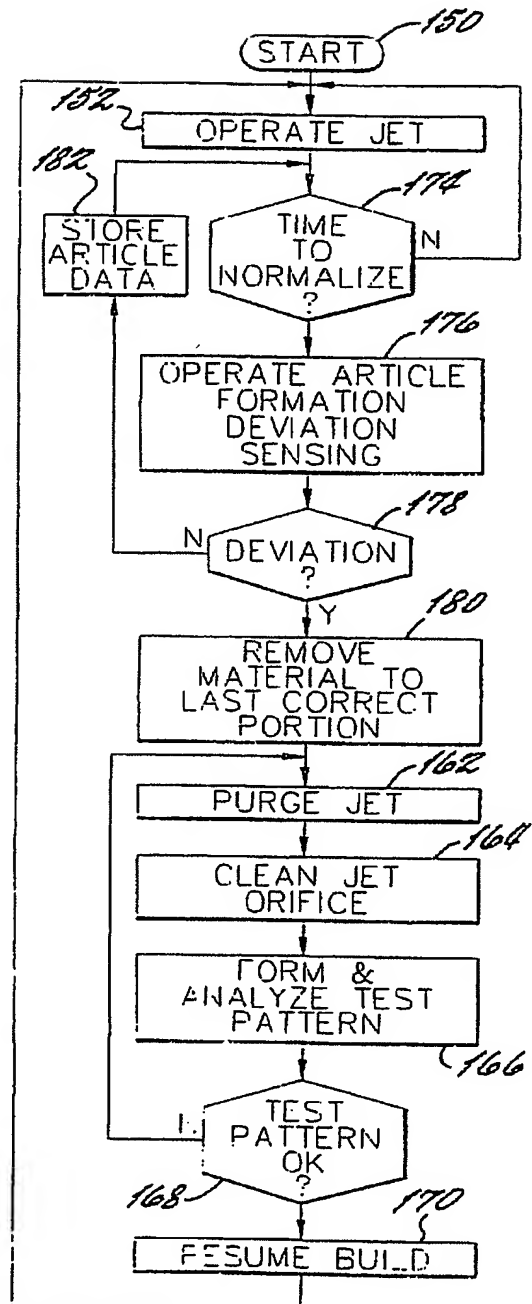 150
START
152
OPERATE JET
182
STORE
ARTICLE
DATA
174
TIME
TO
NORMALIZE
?
N
176
OPERATE ARTICLE
FORMATION
DEVIATION
SENSING
178
N
DEVIATION
?
Y
180
REMOVE
MATERIAL TO
LAST CORRECT
PORTION
162
PURGE JET
164
CLEAN JET
ORIFICE
FORM &
ANALYZE TEST
PATTERN
166
N
TEST
PATTERN
OK
?
168
170
RESUME BUILD